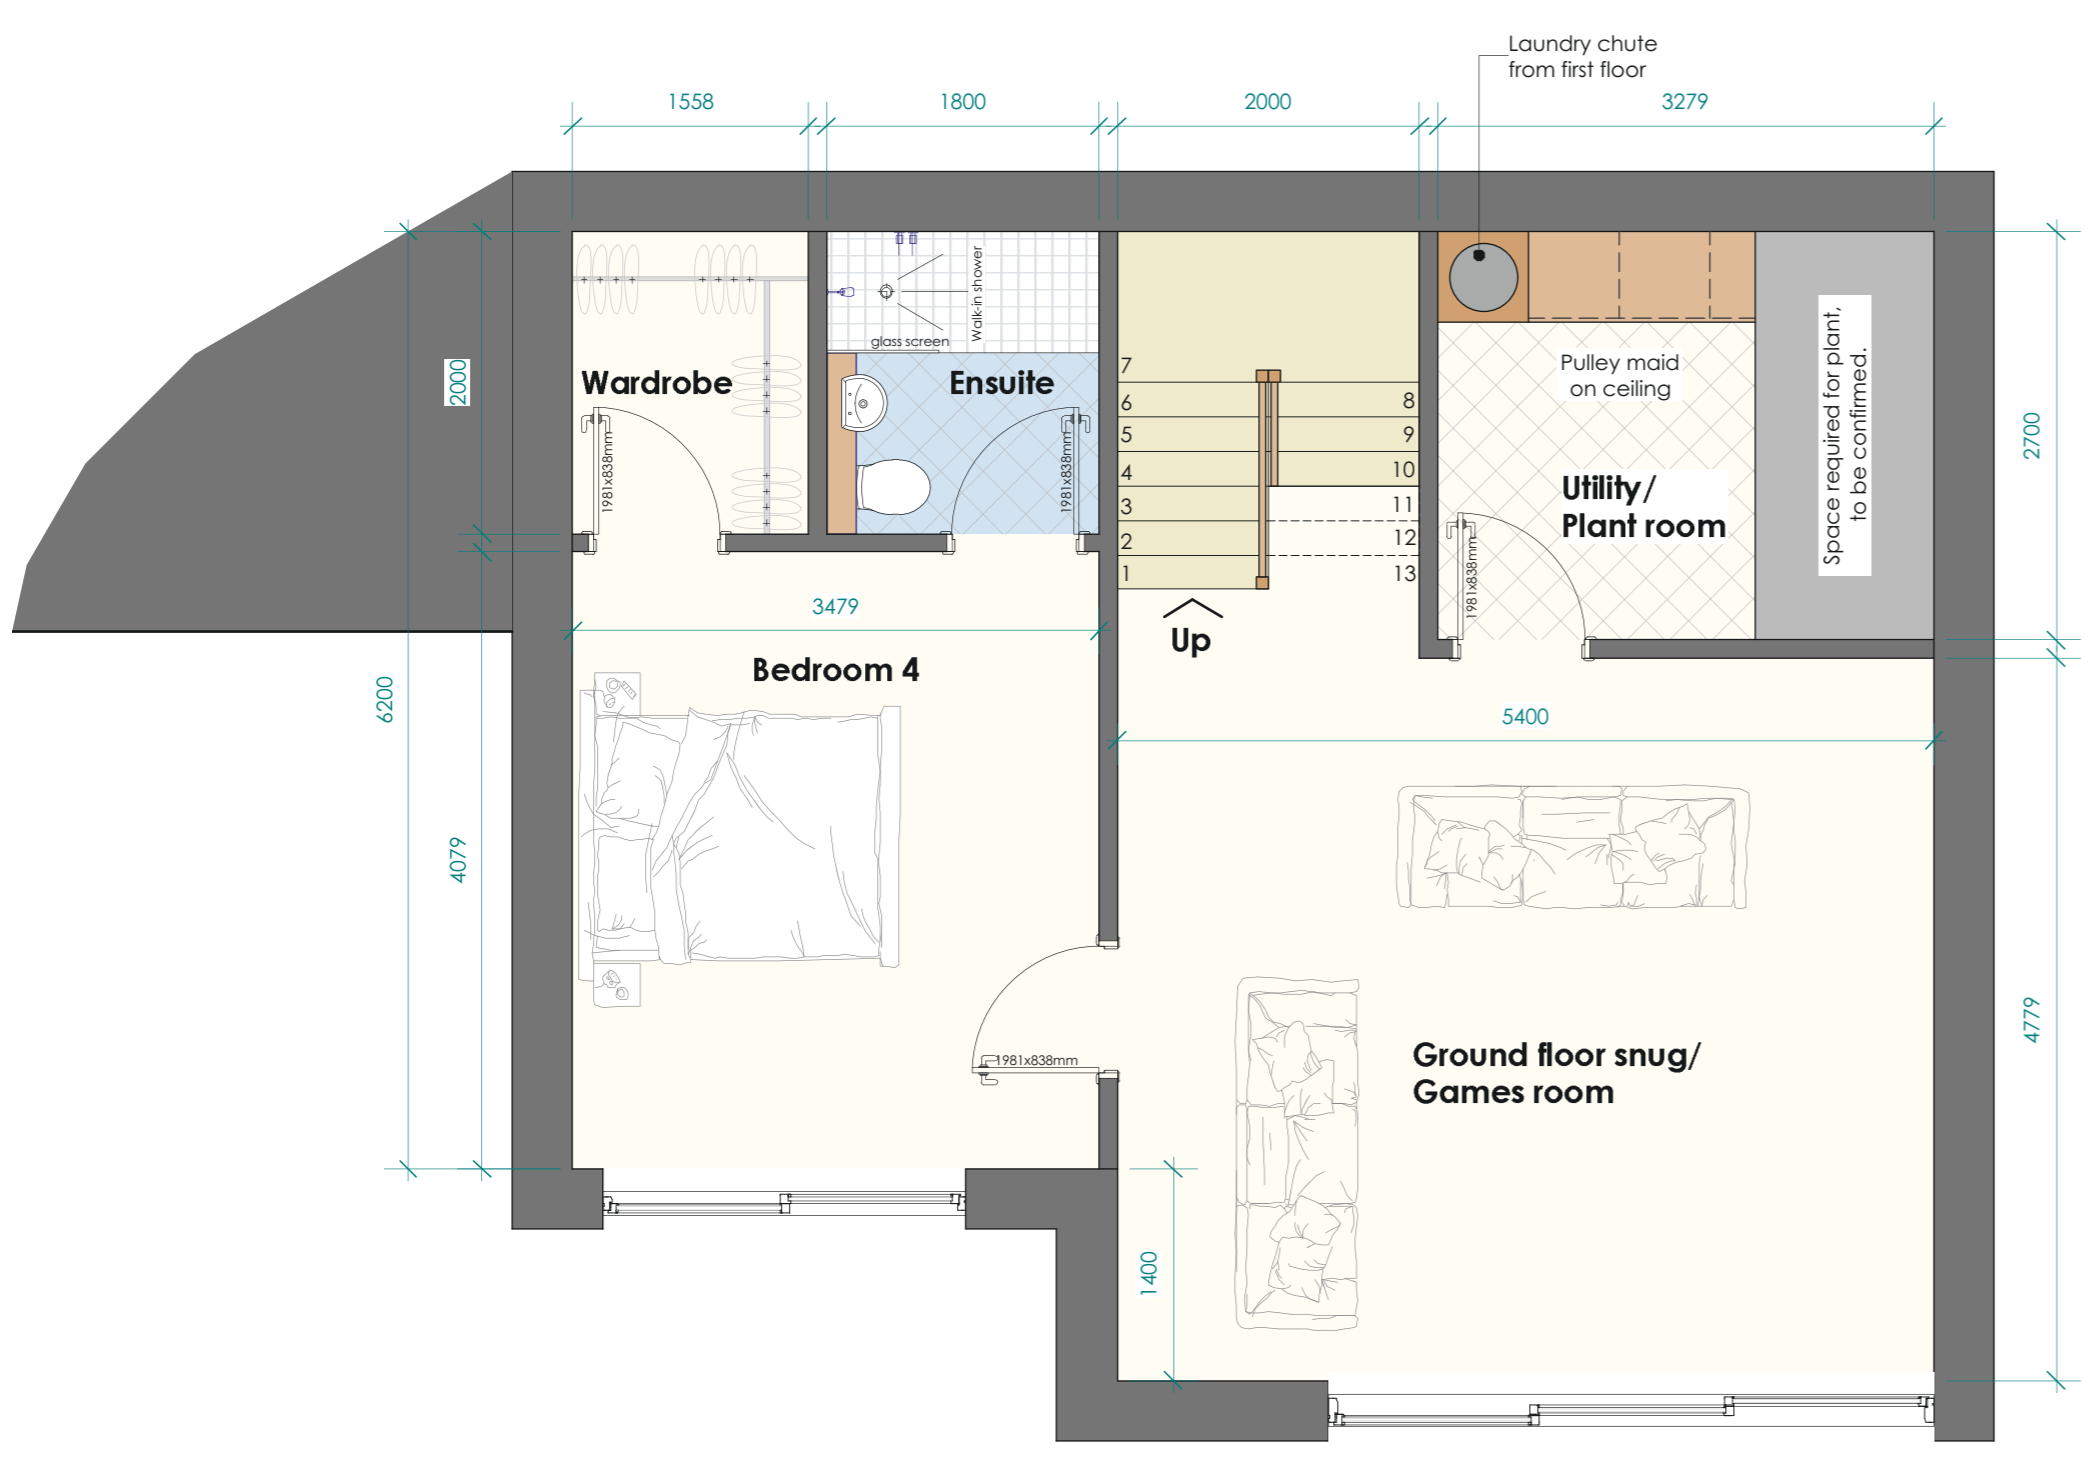 Laundry chute
from first floor
1558
1800
2000
3279
Walk-in shower
glass screen
Wardrobe
Ensuite
1981x838mm
1981x838mm
2000
7
6
5
4
3
2
1
8
9
10
11
12
13
Up
Pulley maid
on ceiling
Utility/
Plant room
1981x838mm
Space required for plant,
to be confirmed.
2700
3479
Bedroom 4
6200
4079
5400
1981x838mm
Ground floor snug/
Games room
4779
1400